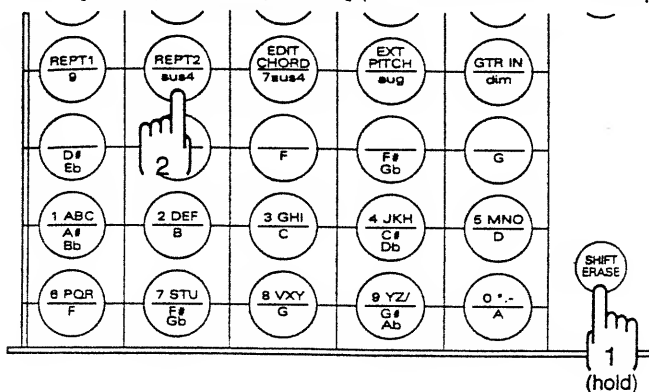 REPT1
9
REPT2
sus4
EDIT
CHORD
7sus4
EXT
PITCH
aug
GTR IN
dim
D#
Eb
2
F
F#
Gb
G
1 ABC
A#
Bb
2 DEF
B
3 GHI
C
4 JKH
C#
Db
5 MNO
D
SHIFT
ERASE
6 PQR
F
7 STU
F#
Gb
8 VXY
G
9 YZ/
G#
Ab
0 *.-
A
1
(hold)